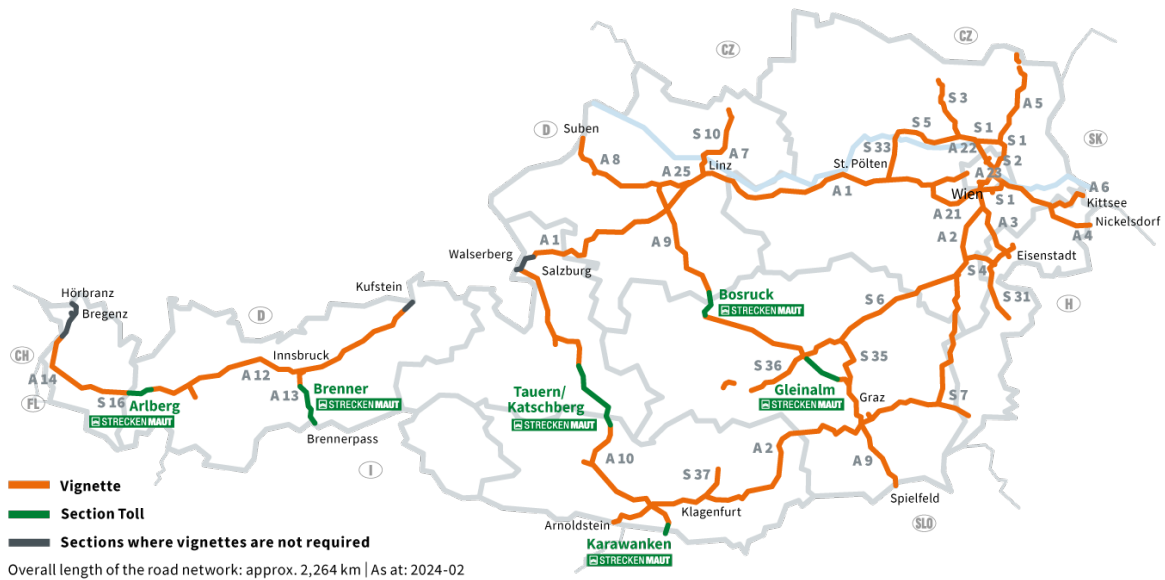 CZ
CZ
S 3
A 5
D
Suben
S 10
S 5
S 1
S 1
A 7
S 33
A 22
SK
A 8
Linz
St. Pölten
S 2
A 25
A 23
A 1
Wien
A 6
S 1
Kittsee
A 21
A 3
Nickelsdorf
A 1
A 9
A 2
A 4
Walserberg
Salzburg
Eisenstadt
S 4
Kufstein
Hörbranz
Bregenz
Bosruck
STRECKENMAUT
S 6
S 31
H
D
CH
Innsbruck
S 35
A 14
A 12
S 36
FL
S 16
Arlberg
STRECKENMAUT
A 13
Brenner
STRECKENMAUT
Tauern/
Katschberg
STRECKENMAUT
Gleinalm
STRECKENMAUT
Graz
S 7
Brennerpass
A 10
S 37
A 2
A 9
I
Spielfeld
Klagenfurt
Arnoldstein
SLO
Karawanken
STRECKENMAUT
Vignette
Section Toll
Sections where vignettes are not required
Overall length of the road network: approx. 2,264 km | As at: 2024-02